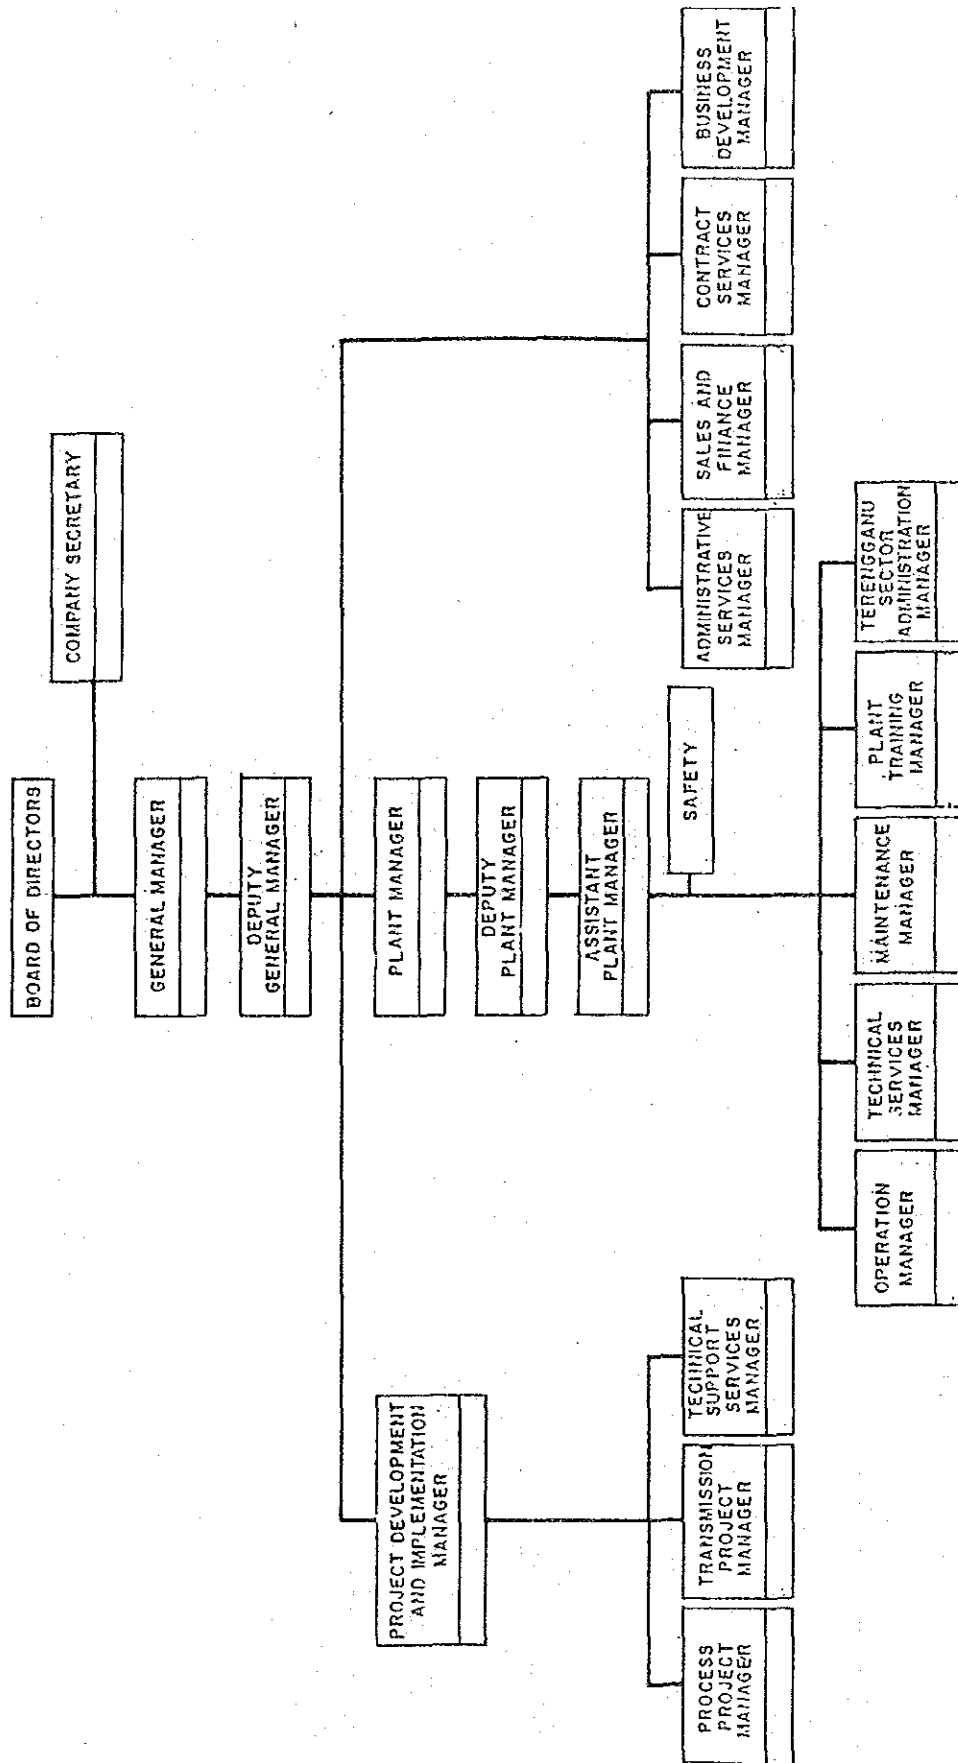 BOARD OF DIRECTORS
COMPANY SECRETARY
GENERAL MANAGER
DEPUTY
GENERAL MANAGER
PROJECT DEVELOPMENT
AND IMPLEMENTATION
MANAGER
PLANT MANAGER
DEPUTY
PLANT MANAGER
ASSISTANT
PLANT MANAGER
SAFETY
PROCESS
PROJECT
MANAGER
TRANSMISSION
PROJECT
MANAGER
TECHNICAL
SUPPORT
SERVICES
MANAGER
ADMINISTRATIVE
SERVICES
MANAGER
SALES AND
FINANCE
MANAGER
CONTRACT
SERVICES
MANAGER
BUSINESS
DEVELOPMENT
MANAGER
OPERATION
MANAGER
TECHNICAL
SERVICES
MANAGER
MAINTENANCE
MANAGER
PLANT
TRAINING
MANAGER
TERENGGANU
SECTOR
ADMINISTRATION
MANAGER